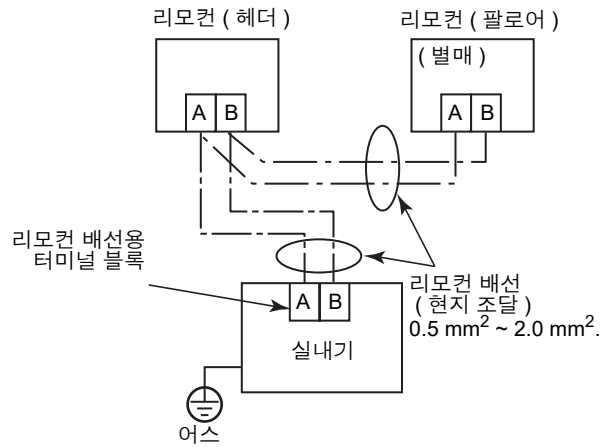 리모컨 ( 헤더 )
리모컨 ( 팔로어 )
( 별매 )
A B
A B
리모컨 배선용
터미널 블록
A B
실내기
리모컨 배선
( 현지 조달 )
0.5 mm² ~ 2.0 mm².
어스